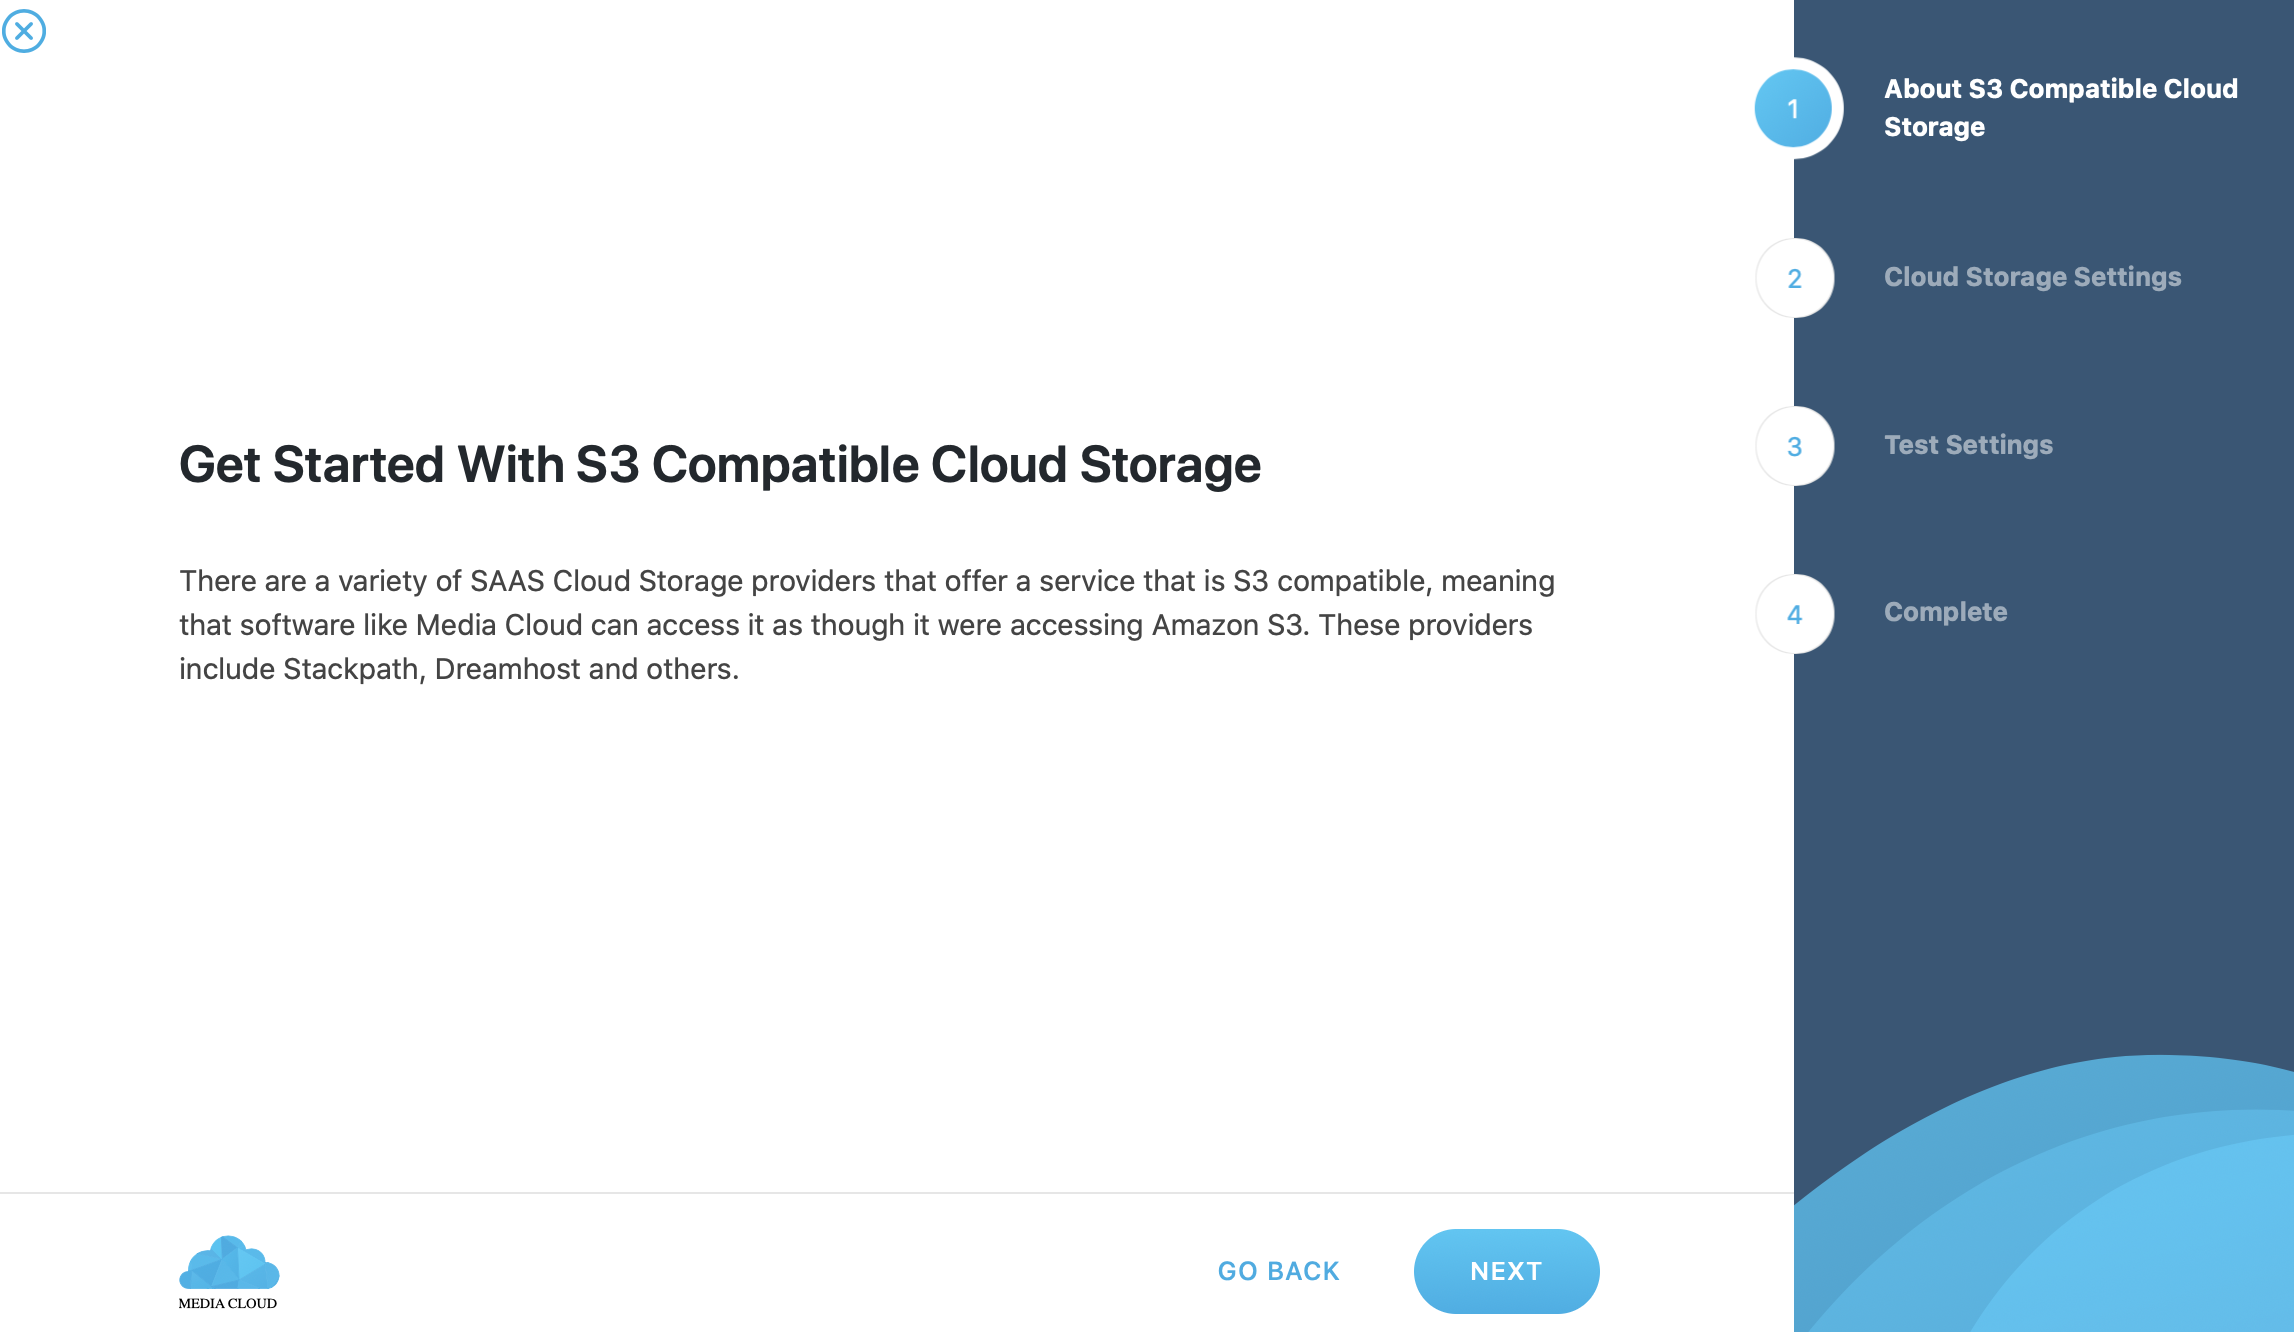 Get Started With S3 Compatible Cloud Storage
There are a variety of SAAS Cloud Storage providers that offer a service that is S3 compatible, meaning
that software like Media Cloud can access it as though it were accessing Amazon S3. These providers
include Stackpath, Dreamhost and others.
MEDIA CLOUD
GO BACK
NEXT
1
About S3 Compatible Cloud
Storage
2
Cloud Storage Settings
3
Test Settings
4
Complete